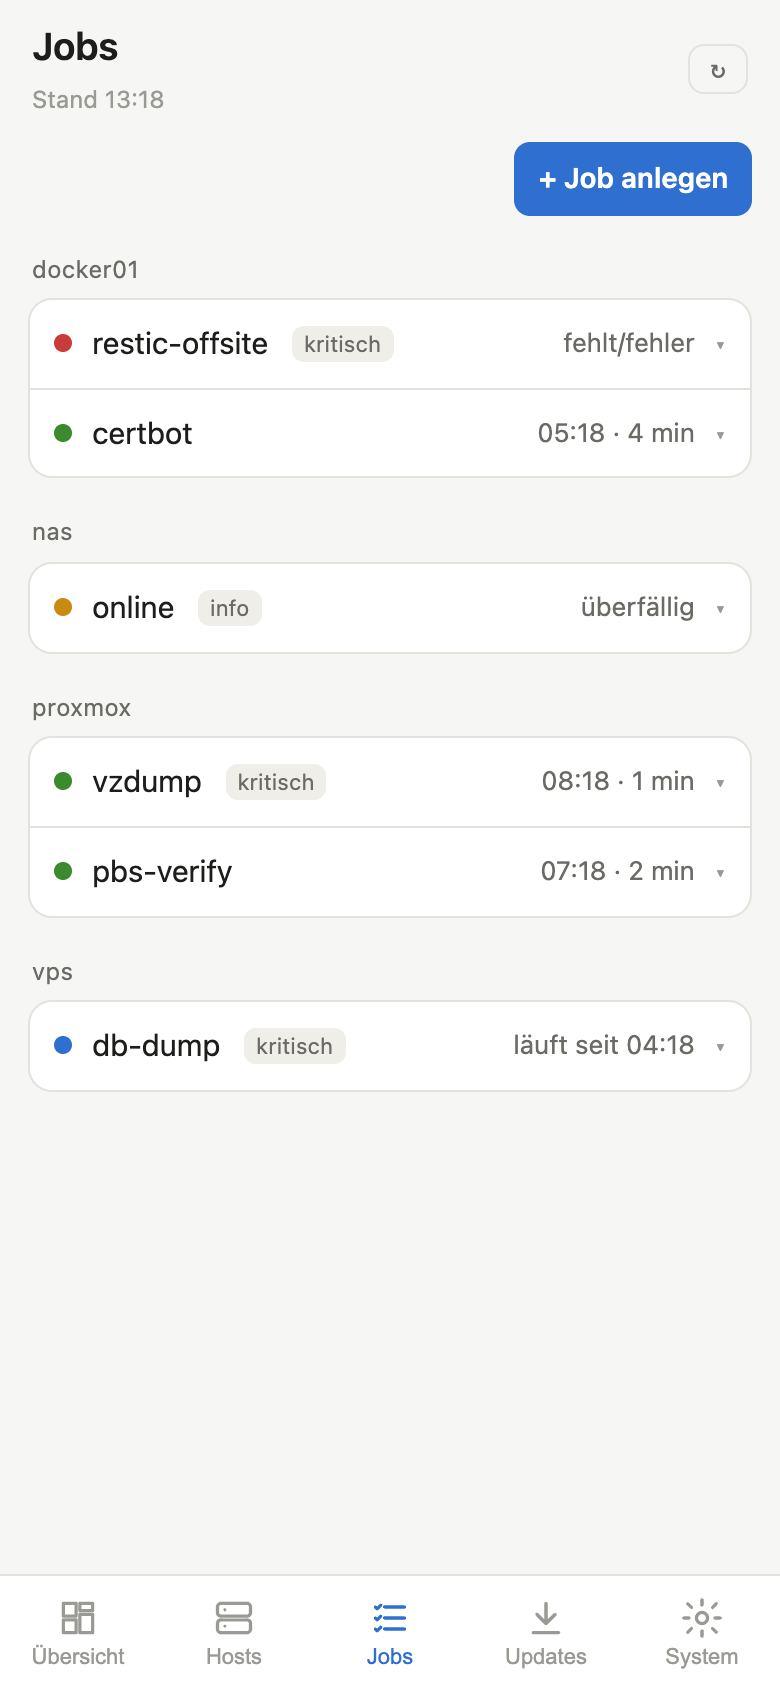 Jobs
Stand 13:18
↻
+ Job anlegen
docker01
restic-offsite kritisch fehlt/fehler ▾
certbot 05:18 · 4 min ▾
nas
online info überfällig ▾
proxmox
vzdump kritisch 08:18 · 1 min ▾
pbs-verify 07:18 · 2 min ▾
vps
db-dump kritisch läuft seit 04:18 ▾
Übersicht Hosts Jobs Updates System